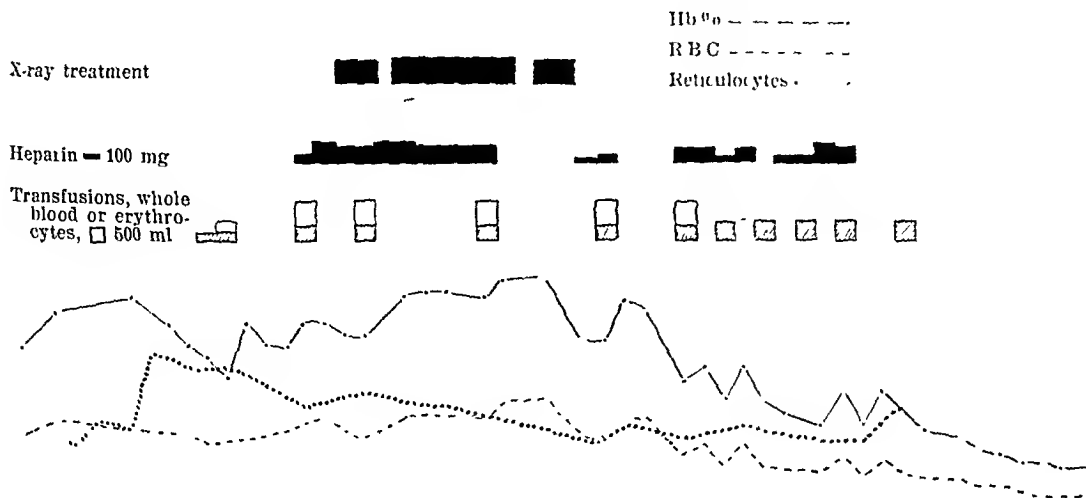 Hb %
RBC
Reticulocytes
X-ray treatment
Heparin 100 mg
Transfusions, whole
blood or erythro-
cytes, 500 ml